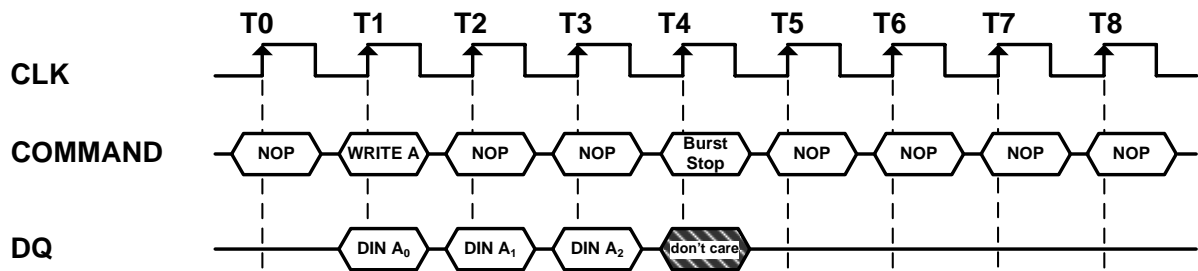 T0 T1 T2 T3 T4 T5 T6 T7 T8
CLK
COMMAND NOP WRITE A NOP NOP Burst Stop NOP NOP NOP NOP
DQ DIN A₀ DIN A₁ DIN A₂ don't care